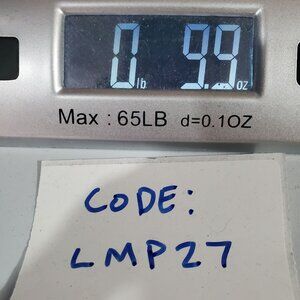 0 lb 9.9 oz
Max : 65LB d=0.1OZ
CODE:
LMP27